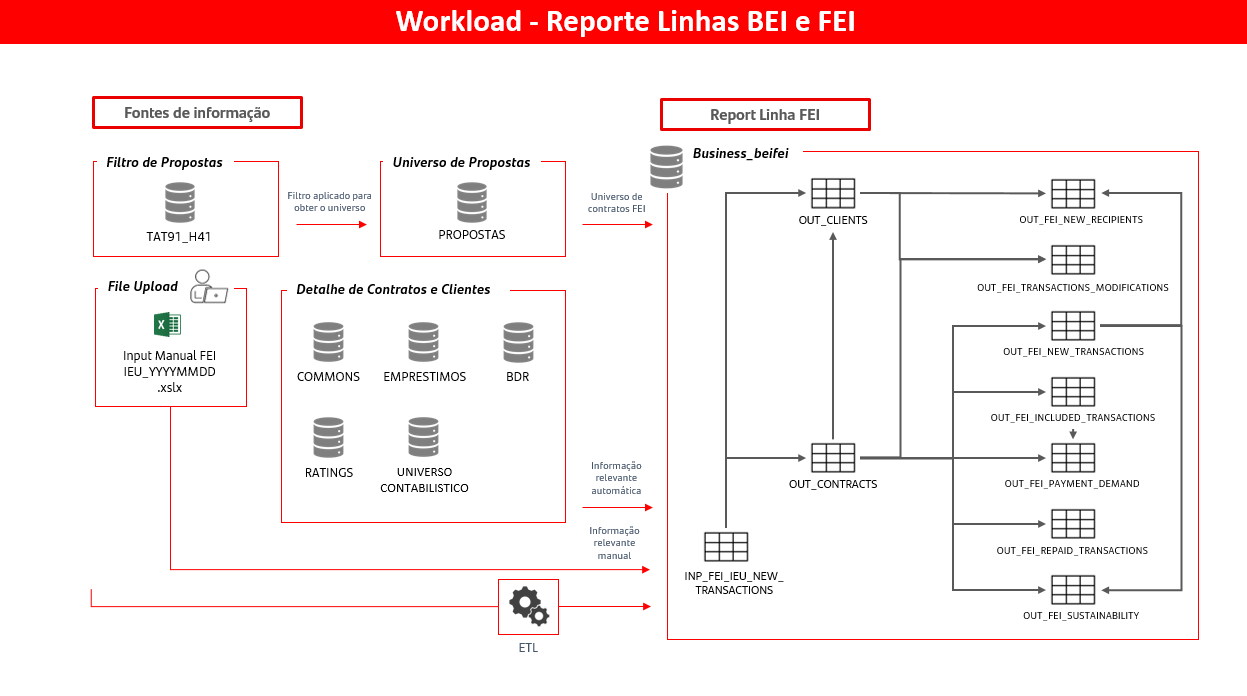 Workload - Reporte Linhas BEI e FEI
Fontes de informação
Filtro de Propostas
TAT91_H41
Filtro aplicado para
obter o universo
Universo de Propostas
PROPOSTAS
Universo de
contratos FEI
File Upload
Input Manual FEI
IEU_YYYYMMDD
.xslx
Detalhe de Contratos e Clientes
COMMONS
EMPRESTIMOS
BDR
RATINGS
UNIVERSO
CONTABILISTICO
Informação
relevante
automática
Informação
relevante
manual
ETL
Report Linha FEI
Business_beifei
OUT_CLIENTS
OUT_CONTRACTS
INP_FEI_IEU_NEW_
TRANSACTIONS
OUT_FEI_NEW_RECIPIENTS
OUT_FEI_TRANSACTIONS_MODIFICATIONS
OUT_FEI_NEW_TRANSACTIONS
OUT_FEI_INCLUDED_TRANSACTIONS
OUT_FEI_PAYMENT_DEMAND
OUT_FEI_REPAID_TRANSACTIONS
OUT_FEI_SUSTAINABILITY